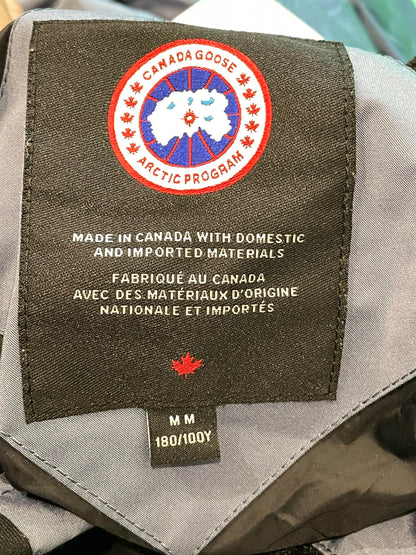 CANADA GOOSE
ARCTIC PROGRAM
MADE IN CANADA WITH DOMESTIC
AND IMPORTED MATERIALS
FABRIQUÉ AU CANADA
AVEC DES MATÉRIAUX D'ORIGINE
NATIONALE ET IMPORTÉS
M M
180/100Y